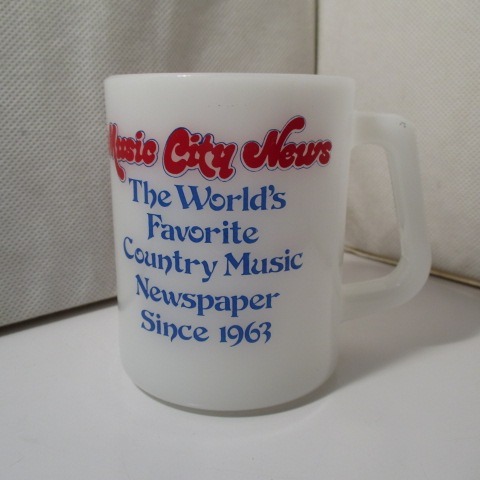 Music City News
The World's
Favorite
Country Music
Newspaper
Since 1963